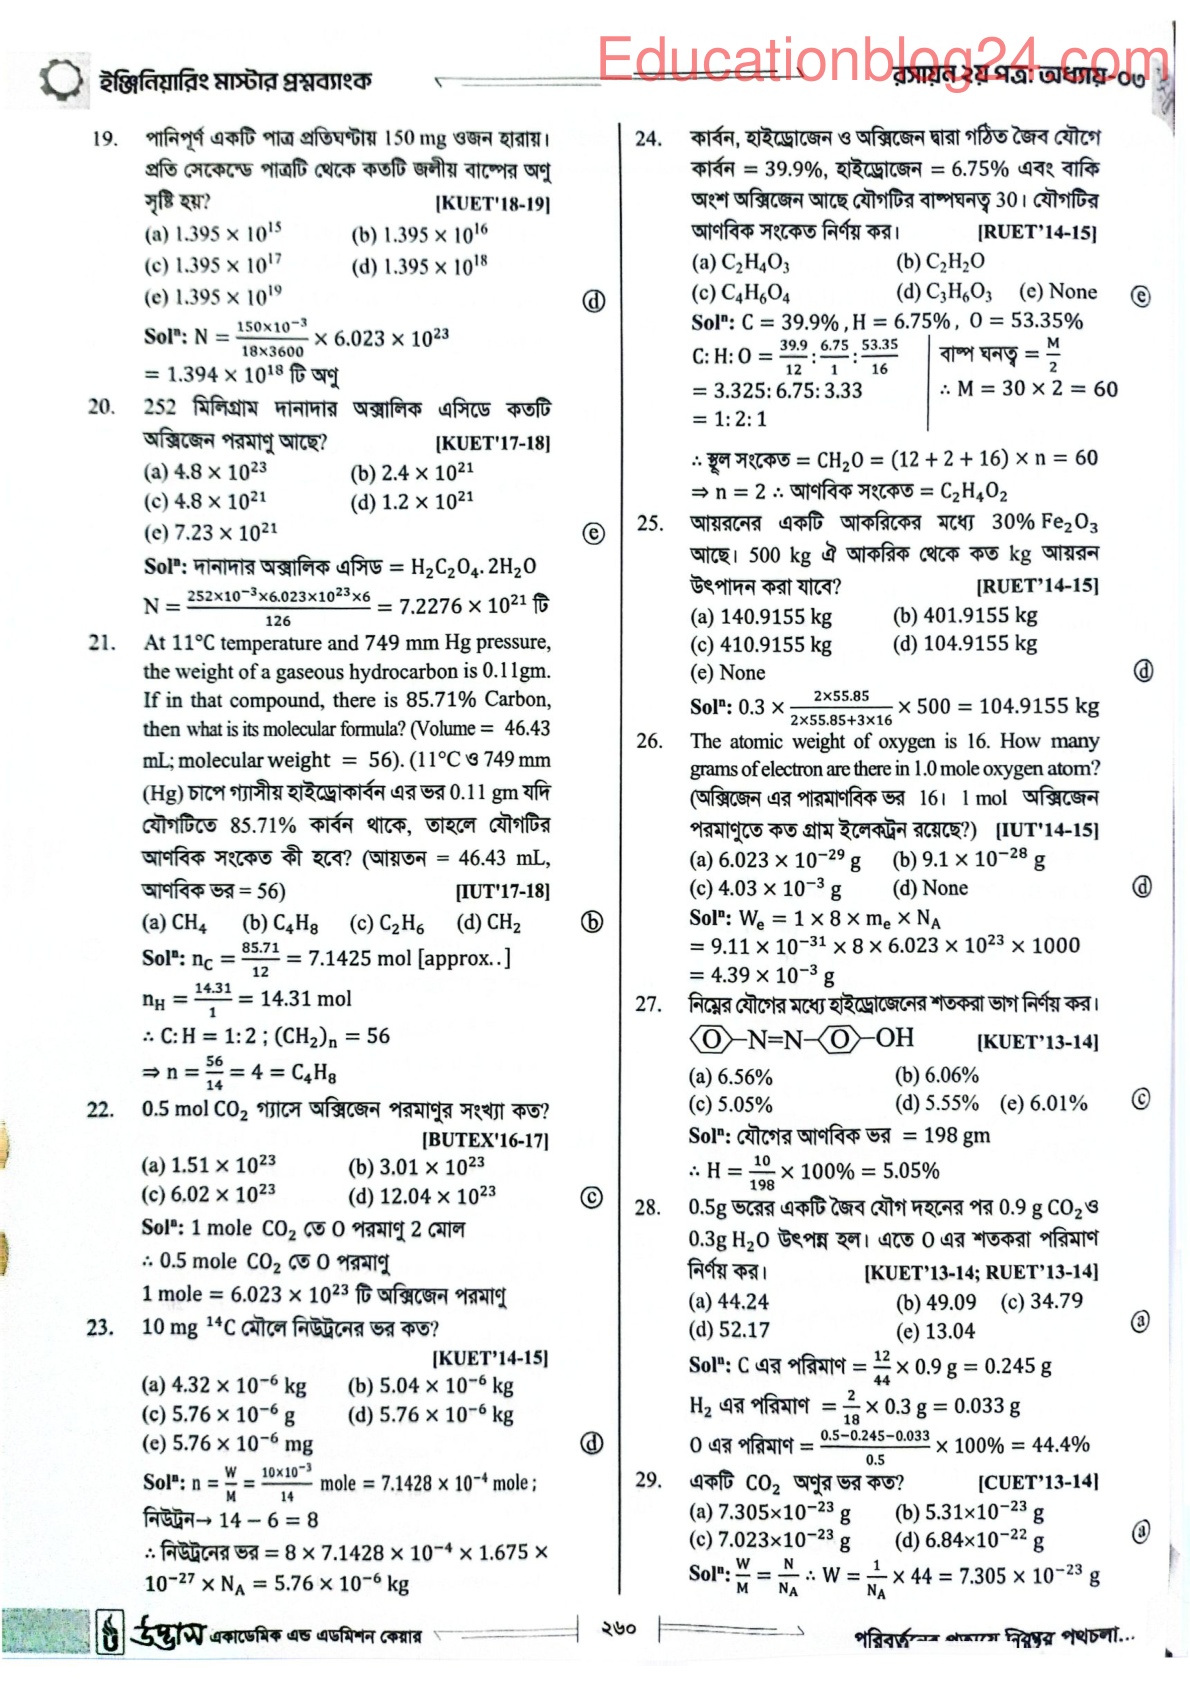 Educationblog24.com
ইঞ্জিনিয়ারিং মাস্টার প্রশ্নব্যাংক
রসায়ন ২য় পত্র: অধ্যায়-০৩
19. পানিপূর্ণ একটি পাত্র প্রতিঘণ্টায় 150 mg ওজন হারায়।
প্রতি সেকেন্ডে পাত্রটি থেকে কতটি জলীয় বাষ্পের অণু
সৃষ্টি হয়? [KUET'18-19]
(a) 1.395 × 10¹⁵ (b) 1.395 × 10¹⁶
(c) 1.395 × 10¹⁷ (d) 1.395 × 10¹⁸
(e) 1.395 × 10¹⁹ ⓓ
Solⁿ: N = 150×10⁻³/18×3600 × 6.023 × 10²³
= 1.394 × 10¹⁸ টি অণু
20. 252 মিলিগ্রাম দানাদার অক্সালিক এসিডে কতটি
অক্সিজেন পরমাণু আছে? [KUET'17-18]
(a) 4.8 × 10²³ (b) 2.4 × 10²¹
(c) 4.8 × 10²¹ (d) 1.2 × 10²¹
(e) 7.23 × 10²¹ ⓔ
Solⁿ: দানাদার অক্সালিক এসিড = H₂C₂O₄. 2H₂O
N = 252×10⁻³×6.023×10²³×6/126 = 7.2276 × 10²¹ টি
21. At 11°C temperature and 749 mm Hg pressure,
the weight of a gaseous hydrocarbon is 0.11gm.
If in that compound, there is 85.71% Carbon,
then what is its molecular formula? (Volume = 46.43
mL; molecular weight = 56). (11°C ও 749 mm
(Hg) চাপে গ্যাসীয় হাইড্রোকার্বন এর ভর 0.11 gm যদি
যৌগটিতে 85.71% কার্বন থাকে, তাহলে যৌগটির
আণবিক সংকেত কী হবে? (আয়তন = 46.43 mL,
আণবিক ভর = 56) [IUT'17-18]
(a) CH₄ (b) C₄H₈ (c) C₂H₆ (d) CH₂ ⓑ
Solⁿ: n_C = 85.71/12 = 7.1425 mol [approx..]
n_H = 14.31/1 = 14.31 mol
∴ C: H = 1: 2 ; (CH₂)ₙ = 56
⇒ n = 56/14 = 4 = C₄H₈
22. 0.5 mol CO₂ গ্যাসে অক্সিজেন পরমাণুর সংখ্যা কত?
[BUTEX'16-17]
(a) 1.51 × 10²³ (b) 3.01 × 10²³
(c) 6.02 × 10²³ (d) 12.04 × 10²³ ⓒ
Solⁿ: 1 mole CO₂ তে O পরমাণু 2 মোল
∴ 0.5 mole CO₂ তে O পরমাণু
1 mole = 6.023 × 10²³ টি অক্সিজেন পরমাণু
23. 10 mg ¹⁴C মৌলে নিউট্রনের ভর কত?
[KUET’14-15]
(a) 4.32 × 10⁻⁶ kg (b) 5.04 × 10⁻⁶ kg
(c) 5.76 × 10⁻⁶ g (d) 5.76 × 10⁻⁶ kg
(e) 5.76 × 10⁻⁶ mg ⓓ
Solⁿ: n = W/M = 10×10⁻³/14 mole = 7.1428 × 10⁻⁴ mole ;
নিউট্রন→ 14 − 6 = 8
∴ নিউট্রনের ভর = 8 × 7.1428 × 10⁻⁴ × 1.675 ×
10⁻²⁷ × N_A = 5.76 × 10⁻⁶ kg
24. কার্বন, হাইড্রোজেন ও অক্সিজেন দ্বারা গঠিত জৈব যৌগে
কার্বন = 39.9%, হাইড্রোজেন = 6.75% এবং বাকি
অংশ অক্সিজেন আছে যৌগটির বাষ্পঘনত্ব 30। যৌগটির
আণবিক সংকেত নির্ণয় কর। [RUET’14-15]
(a) C₂H₄O₃ (b) C₂H₂O
(c) C₄H₆O₄ (d) C₃H₆O₃ (e) None ⓔ
Solⁿ: C = 39.9% , H = 6.75% , O = 53.35%
C: H: O = 39.9/12 : 6.75/1 : 53.35/16 বাষ্প ঘনত্ব = M/2
= 3.325: 6.75: 3.33 ∴ M = 30 × 2 = 60
= 1: 2: 1
∴ স্থূল সংকেত = CH₂O = (12 + 2 + 16) × n = 60
⇒ n = 2 ∴ আণবিক সংকেত = C₂H₄O₂
25. আয়রনের একটি আকরিকের মধ্যে 30% Fe₂O₃
আছে। 500 kg ঐ আকরিক থেকে কত kg আয়রন
উৎপাদন করা যাবে? [RUET’14-15]
(a) 140.9155 kg (b) 401.9155 kg
(c) 410.9155 kg (d) 104.9155 kg
(e) None ⓓ
Solⁿ: 0.3 × 2×55.85/2×55.85+3×16 × 500 = 104.9155 kg
26. The atomic weight of oxygen is 16. How many
grams of electron are there in 1.0 mole oxygen atom?
(অক্সিজেন এর পারমাণবিক ভর 16। 1 mol অক্সিজেন
পরমাণুতে কত গ্রাম ইলেকট্রন রয়েছে?) [IUT'14-15]
(a) 6.023 × 10⁻²⁹ g (b) 9.1 × 10⁻²⁸ g
(c) 4.03 × 10⁻³ g (d) None ⓓ
Solⁿ: Wₑ = 1 × 8 × mₑ × N_A
= 9.11 × 10⁻³¹ × 8 × 6.023 × 10²³ × 1000
= 4.39 × 10⁻³ g
27. নিম্নের যৌগের মধ্যে হাইড্রোজেনের শতকরা ভাগ নির্ণয় কর।
–N=N– –OH [KUET’13-14]
(a) 6.56% (b) 6.06%
(c) 5.05% (d) 5.55% (e) 6.01% ⓒ
Solⁿ: যৌগের আণবিক ভর = 198 gm
∴ H = 10/198 × 100% = 5.05%
28. 0.5g ভরের একটি জৈব যৌগ দহনের পর 0.9 g CO₂ ও
0.3g H₂O উৎপন্ন হল। এতে O এর শতকরা পরিমাণ
নির্ণয় কর। [KUET’13-14; RUET’13-14]
(a) 44.24 (b) 49.09 (c) 34.79
(d) 52.17 (e) 13.04 ⓐ
Solⁿ: C এর পরিমাণ = 12/44 × 0.9 g = 0.245 g
H₂ এর পরিমাণ = 2/18 × 0.3 g = 0.033 g
O এর পরিমাণ = 0.5−0.245−0.033/0.5 × 100% = 44.4%
29. একটি CO₂ অণুর ভর কত? [CUET’13-14]
(a) 7.305×10⁻²³ g (b) 5.31×10⁻²³ g
(c) 7.023×10⁻²³ g (d) 6.84×10⁻²² g ⓐ
Solⁿ: W/M = N/N_A ∴ W = 1/N_A × 44 = 7.305 × 10⁻²³ g
উদ্ভাস একাডেমিক এন্ড এডমিশন কেয়ার
২৬০
পরিবর্তনের নিরন্তর পথচলা...